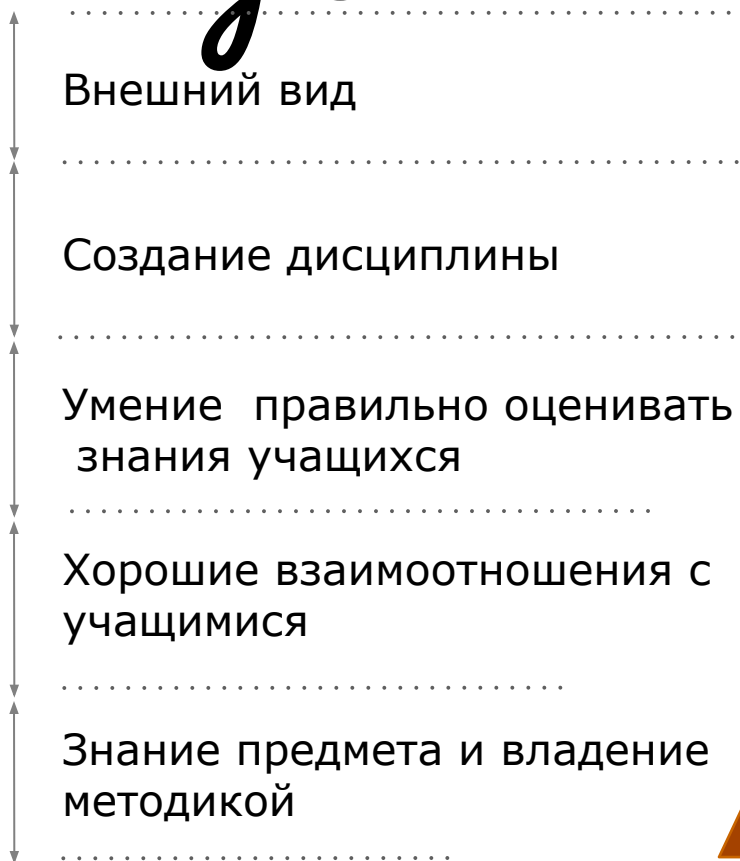 Внешний вид
Создание дисциплины
Умение правильно оценивать
знания учащихся
Хорошие взаимоотношения с
учащимися
Знание предмета и владение
методикой